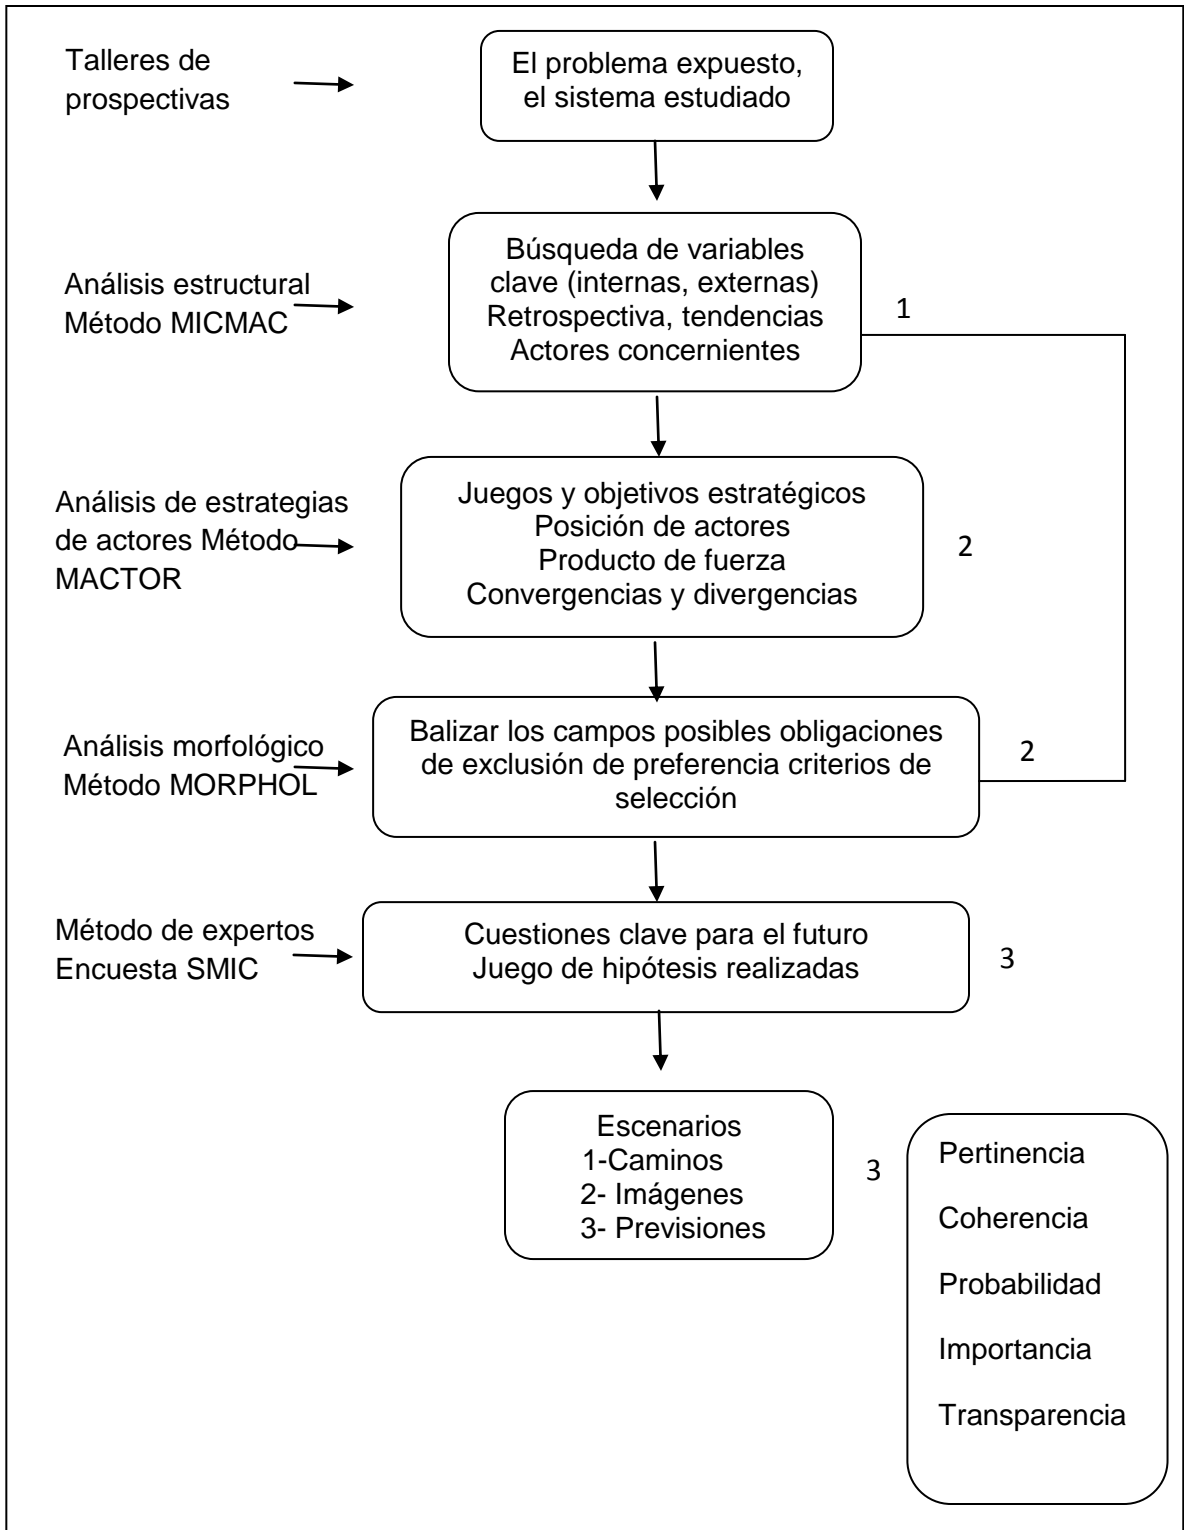 Talleres de
prospectivas
El problema expuesto,
el sistema estudiado
Análisis estructural
Método MICMAC
Búsqueda de variables
clave (internas, externas)
Retrospectiva, tendencias
Actores concernientes
1
Análisis de estrategias
de actores Método
MACTOR
Juegos y objetivos estratégicos
Posición de actores
Producto de fuerza
Convergencias y divergencias
2
Análisis morfológico
Método MORPHOL
Balizar los campos posibles obligaciones
de exclusión de preferencia criterios de
selección
2
Método de expertos
Encuesta SMIC
Cuestiones clave para el futuro
Juego de hipótesis realizadas
3
Escenarios
1-Caminos
2- Imágenes
3- Previsiones
3
Pertinencia
Coherencia
Probabilidad
Importancia
Transparencia